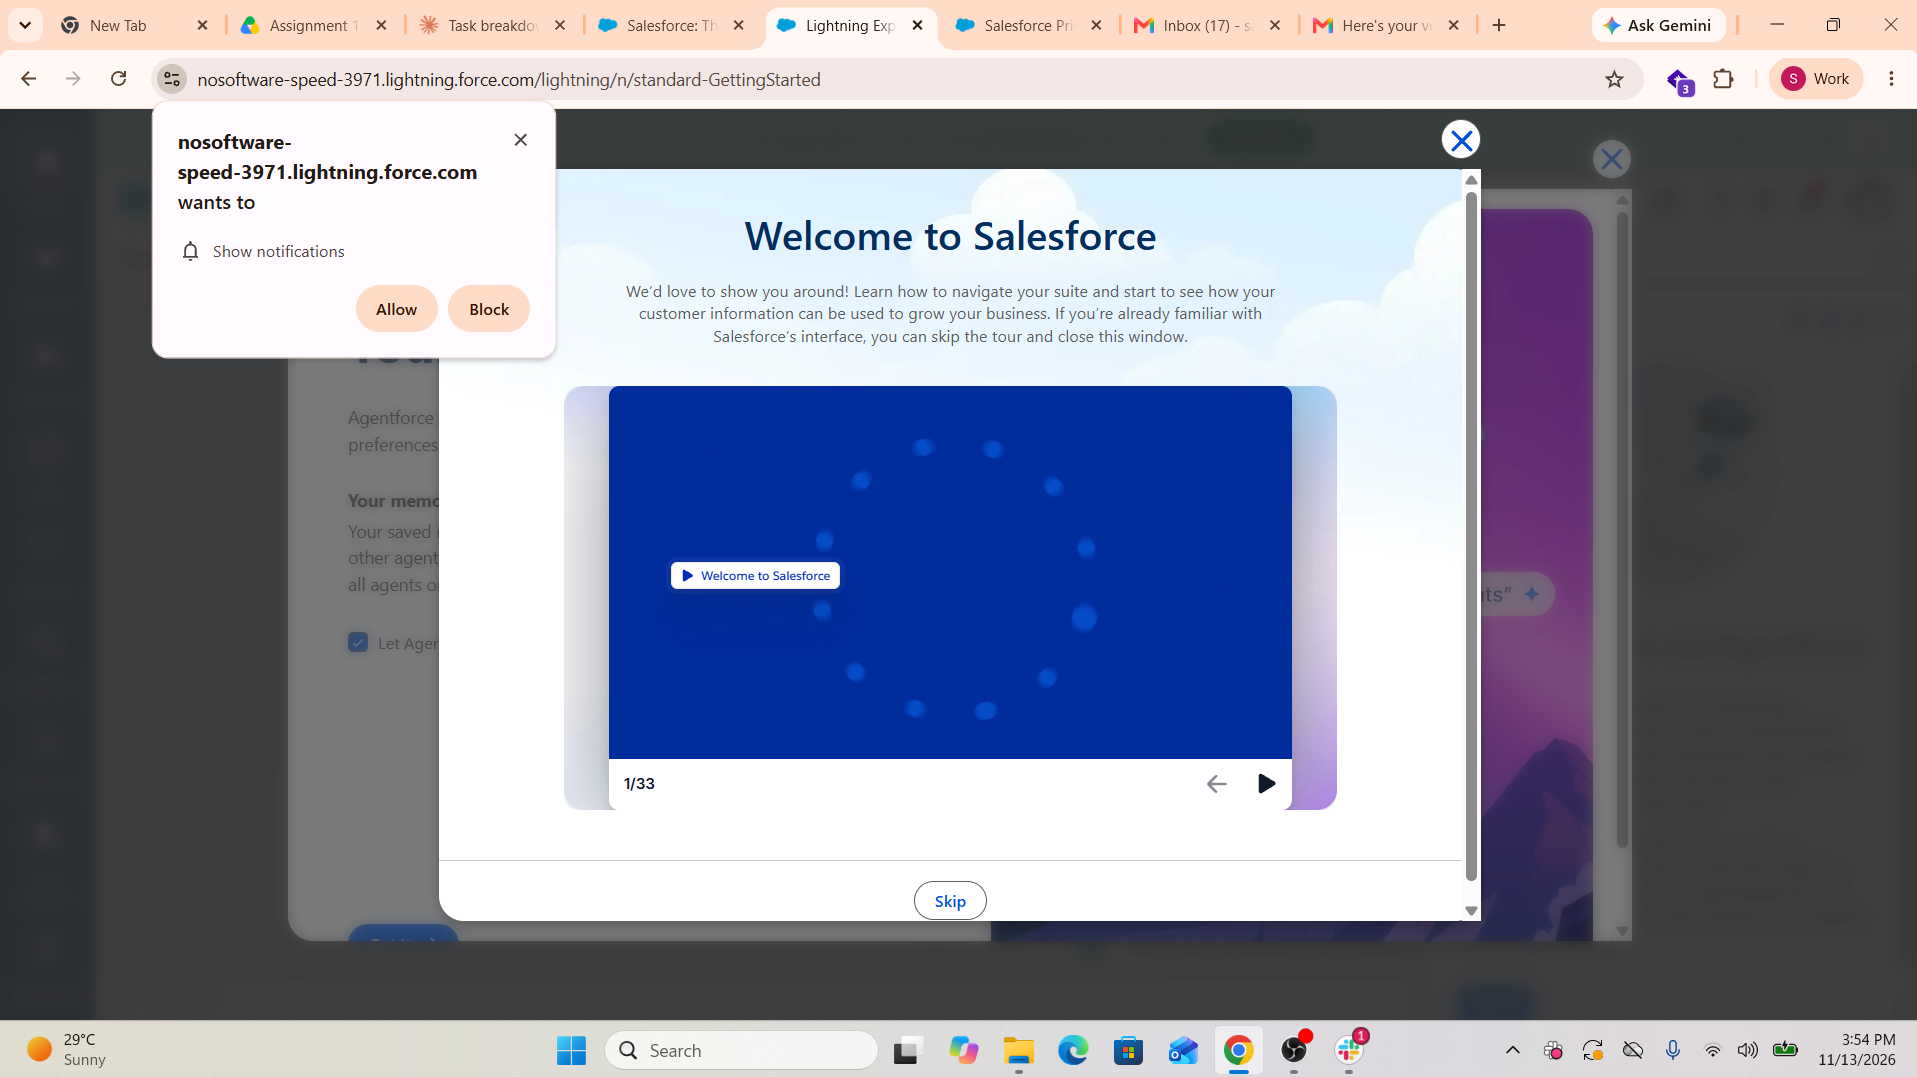 New Tab
Assignment 1
Task breakdo
Salesforce: Th
Lightning Exp
Salesforce Pri
Inbox (17) - s
Here's your v
Ask Gemini
nosoftware-speed-3971.lightning.force.com/lightning/n/standard-GettingStarted
3
S
Work
nosoftware-
speed-3971.lightning.force.com
wants to
Show notifications
Allow
Block
Welcome to Salesforce
We'd love to show you around! Learn how to navigate your suite and start to see how your
customer information can be used to grow your business. If you're already familiar with
Salesforce's interface, you can skip the tour and close this window.
Agentforce
preferences
Your memo
Your saved
other agent
all agents o
Let Agen
Welcome to Salesforce
nts"
1/33
Skip
29°C
Sunny
Search
1
3:54 PM
11/13/2026